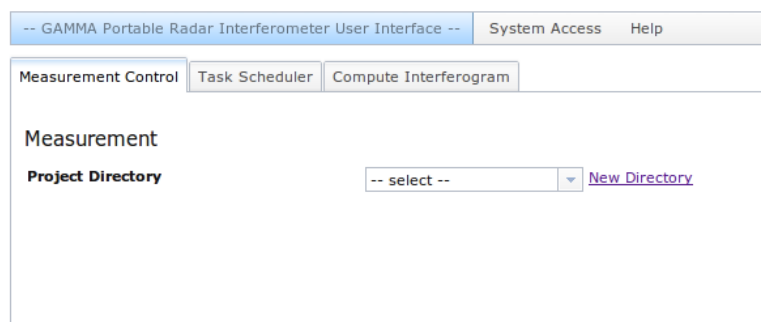 -- GAMMA Portable Radar Interferometer User Interface -- System Access Help
Measurement Control Task Scheduler Compute Interferogram
Measurement
Project Directory -- select -- New Directory